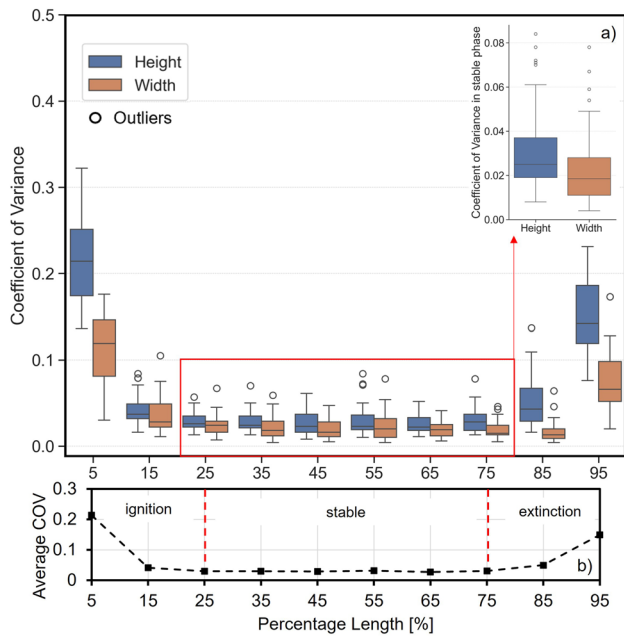 0.5
0.4
0.3
0.2
0.1
0.0
Coefficient of Variance
Height
Width
Outliers
a)
Coefficient of Variance in stable phase
0.08
0.06
0.04
0.02
0.00
Height Width
5 15 25 35 45 55 65 75 85 95
0.3
0.2
0.1
0
Average COV
ignition stable extinction
b)
5 15 25 35 45 55 65 75 85 95
Percentage Length [%]